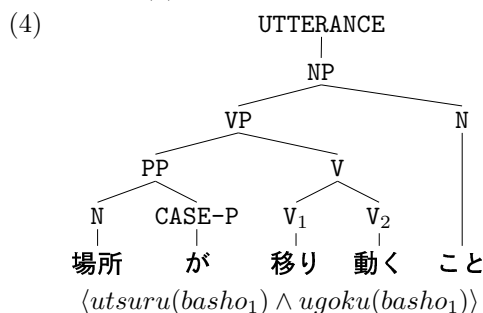 (4)
UTTERANCE
NP
VP N
PP V
N CASE-P V₁ V₂
場所 が 移り 動く こと
⟨utsuru(basho₁) ∧ ugoku(basho₁)⟩